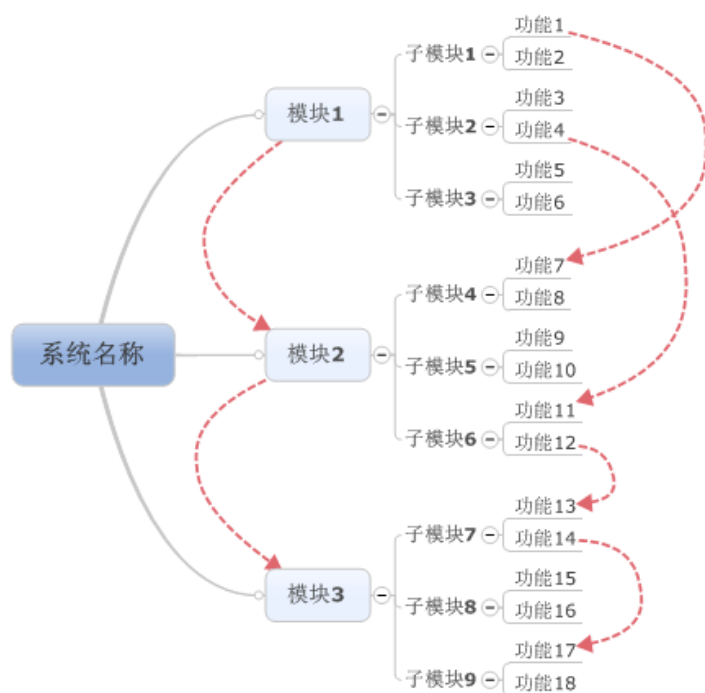 系统名称
模块1
子模块1
功能1
功能2
子模块2
功能3
功能4
子模块3
功能5
功能6
模块2
子模块4
功能7
功能8
子模块5
功能9
功能10
子模块6
功能11
功能12
模块3
子模块7
功能13
功能14
子模块8
功能15
功能16
子模块9
功能17
功能18